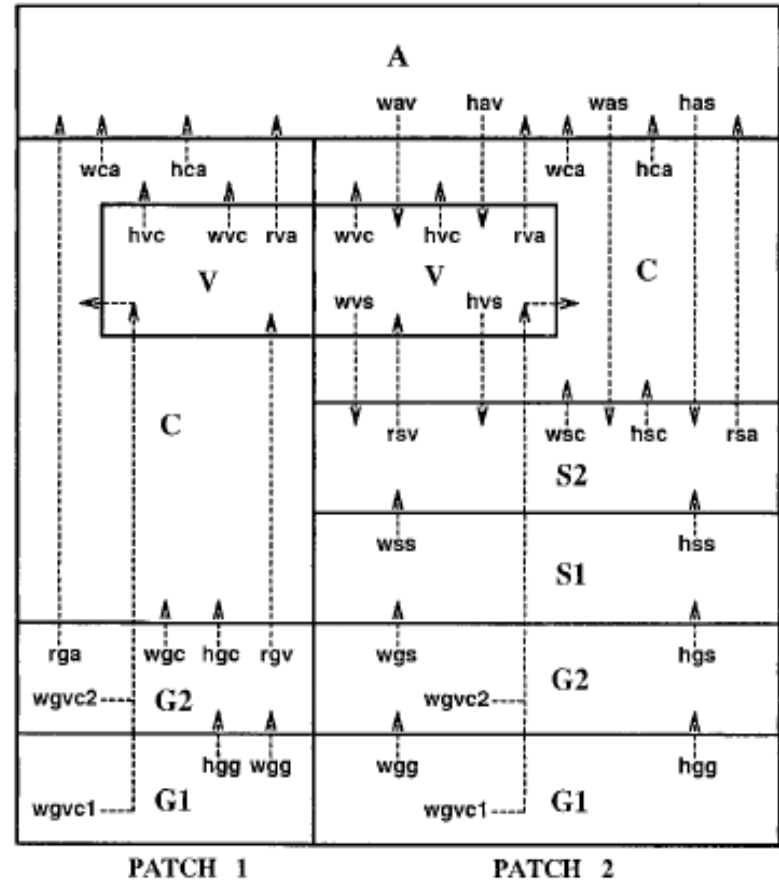 A
wav hav was has
wca hca wca hca
hvc wvc rva wvc hvc rva
V V C
wvs hvs
C
rsv wsc hsc rsa
S2
wss hss
S1
rga wgc hgc rgv wgs hgs
wgvc2 G2 wgvc2 G2
hgg wgg wgg hgg
wgvc1 G1 wgvc1 G1
PATCH 1 PATCH 2